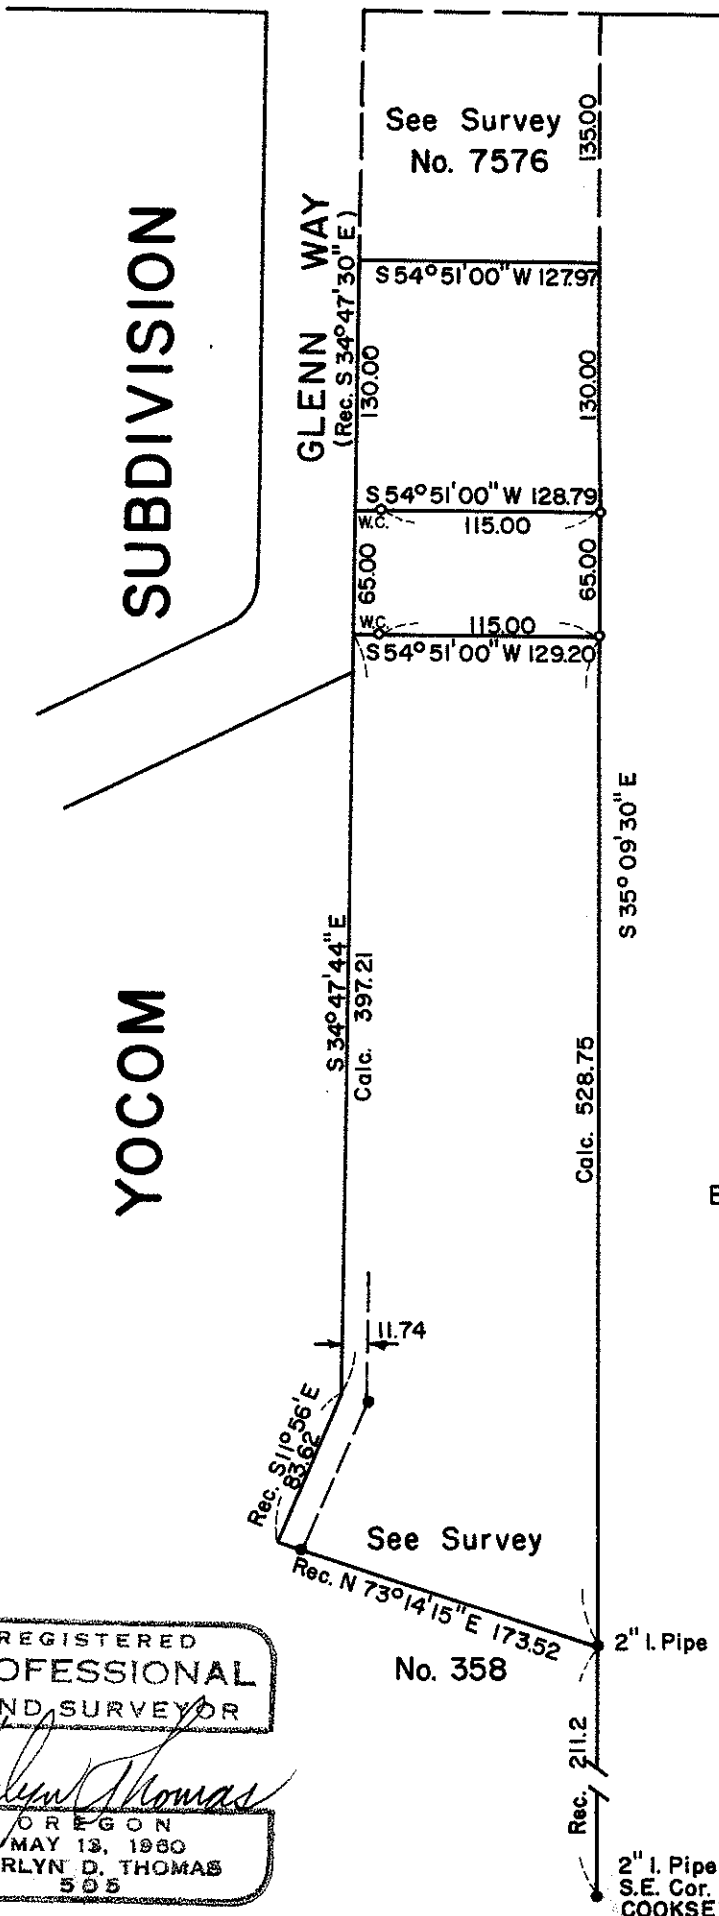 See Survey
No. 7576
135.00
SUBDIVISION
GLENN WAY
(Rec. S 34°47'30" E)
S 54°51'00" W 127.97
130.00
130.00
S 54°51'00" W 128.79
W.C.
115.00
65.00
65.00
W.C.
115.00
S 54°51'00" W 129.20
S 35°09'30" E
YOCOM
S 34°47'44" E
Calc. 397.21
Calc. 528.75
E
11.74
Rec. S 11°56' E
83.62
See Survey
Rec. N 73°14'15" E 173.52
No. 358
2" I. Pipe
REGISTERED
OFESSIONAL
ND SURVEYOR
Thomas
OREGON
MAY 13, 1960
RLYN D. THOMAS
505
Rec. 211.2
2" I. Pipe
S.E. Cor.
COOKSE